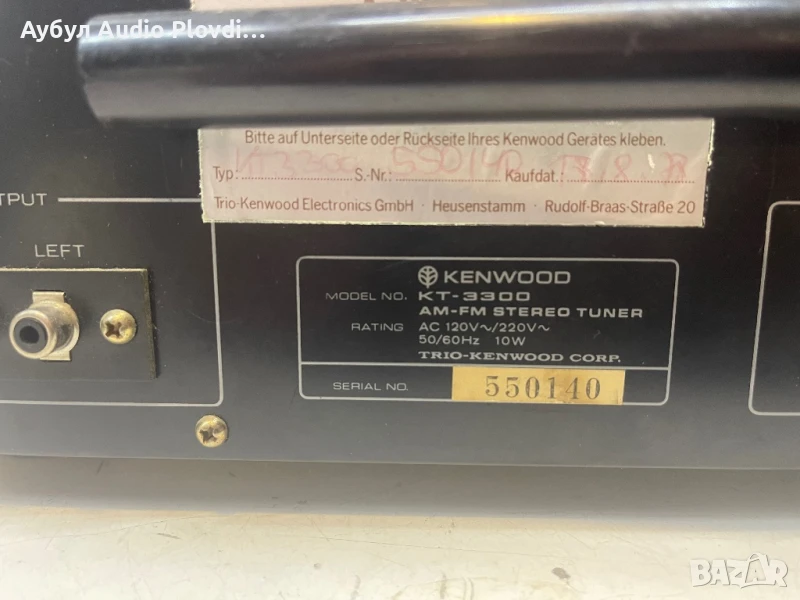 Аубул Audio Plovdi...
Bitte auf Unterseite oder Rückseite Ihres Kenwood Gerätes kleben.
Typ: KT3300 S.-Nr.: 550140 Kaufdat.:
Trio-Kenwood Electronics GmbH · Heusenstamm · Rudolf-Braas-Straße 20
TPUT
LEFT
KENWOOD
MODEL NO. KT-3300
AM-FM STEREO TUNER
RATING AC 120V~/220V~
50/60Hz 10W
TRIO-KENWOOD CORP.
SERIAL NO. 550140
BAZAR